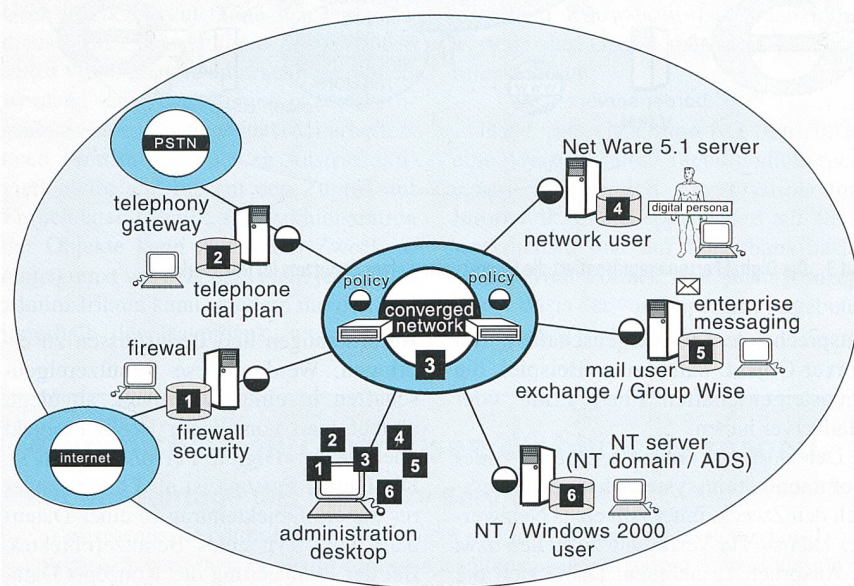 PSTN
telephony
gateway
2
telephone
dial plan
firewall
1
firewall
security
internet
policy
policy
converged
network
3
Net Ware 5.1 server
4
digital persona
network user
enterprise
messaging
5
mail user
exchange / Group Wise
NT server
(NT domain / ADS)
6
NT / Windows 2000
user
1
2
3
4
5
6
administration
desktop